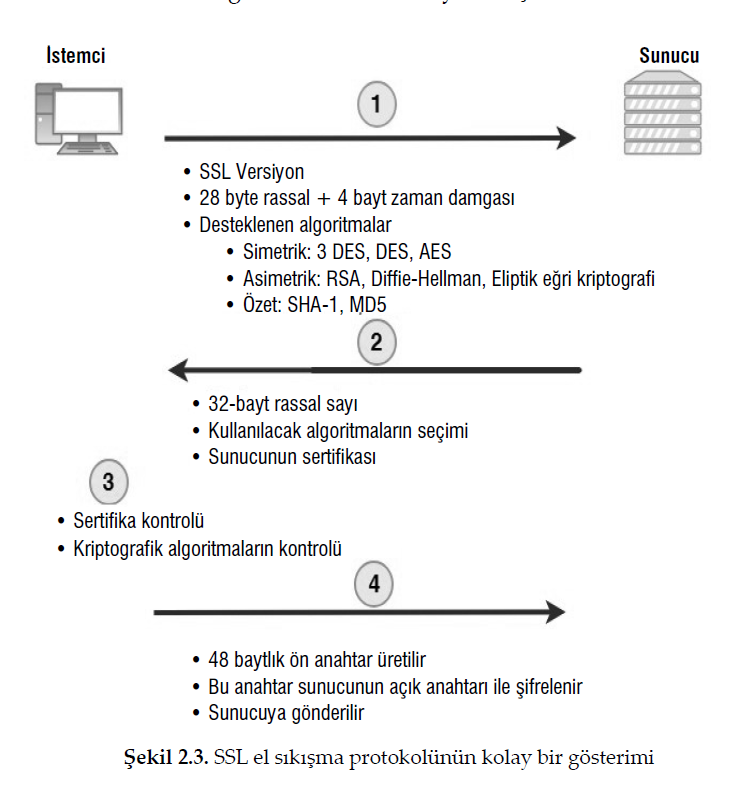 İstemci
Sunucu
1
• SSL Versiyon
• 28 byte rassal + 4 bayt zaman damgası
• Desteklenen algoritmalar
• Simetrik: 3 DES, DES, AES
• Asimetrik: RSA, Diffie-Hellman, Eliptik eğri kriptografi
• Özet: SHA-1, MD5
2
• 32-bayt rassal sayı
• Kullanılacak algoritmaların seçimi
• Sunucunun sertifikası
3
• Sertifika kontrolü
• Kriptografik algoritmaların kontrolü
4
• 48 baytlık ön anahtar üretilir
• Bu anahtar sunucunun açık anahtarı ile şifrelenir
• Sunucuya gönderilir
Şekil 2.3. SSL el sıkışma protokolünün kolay bir gösterimi